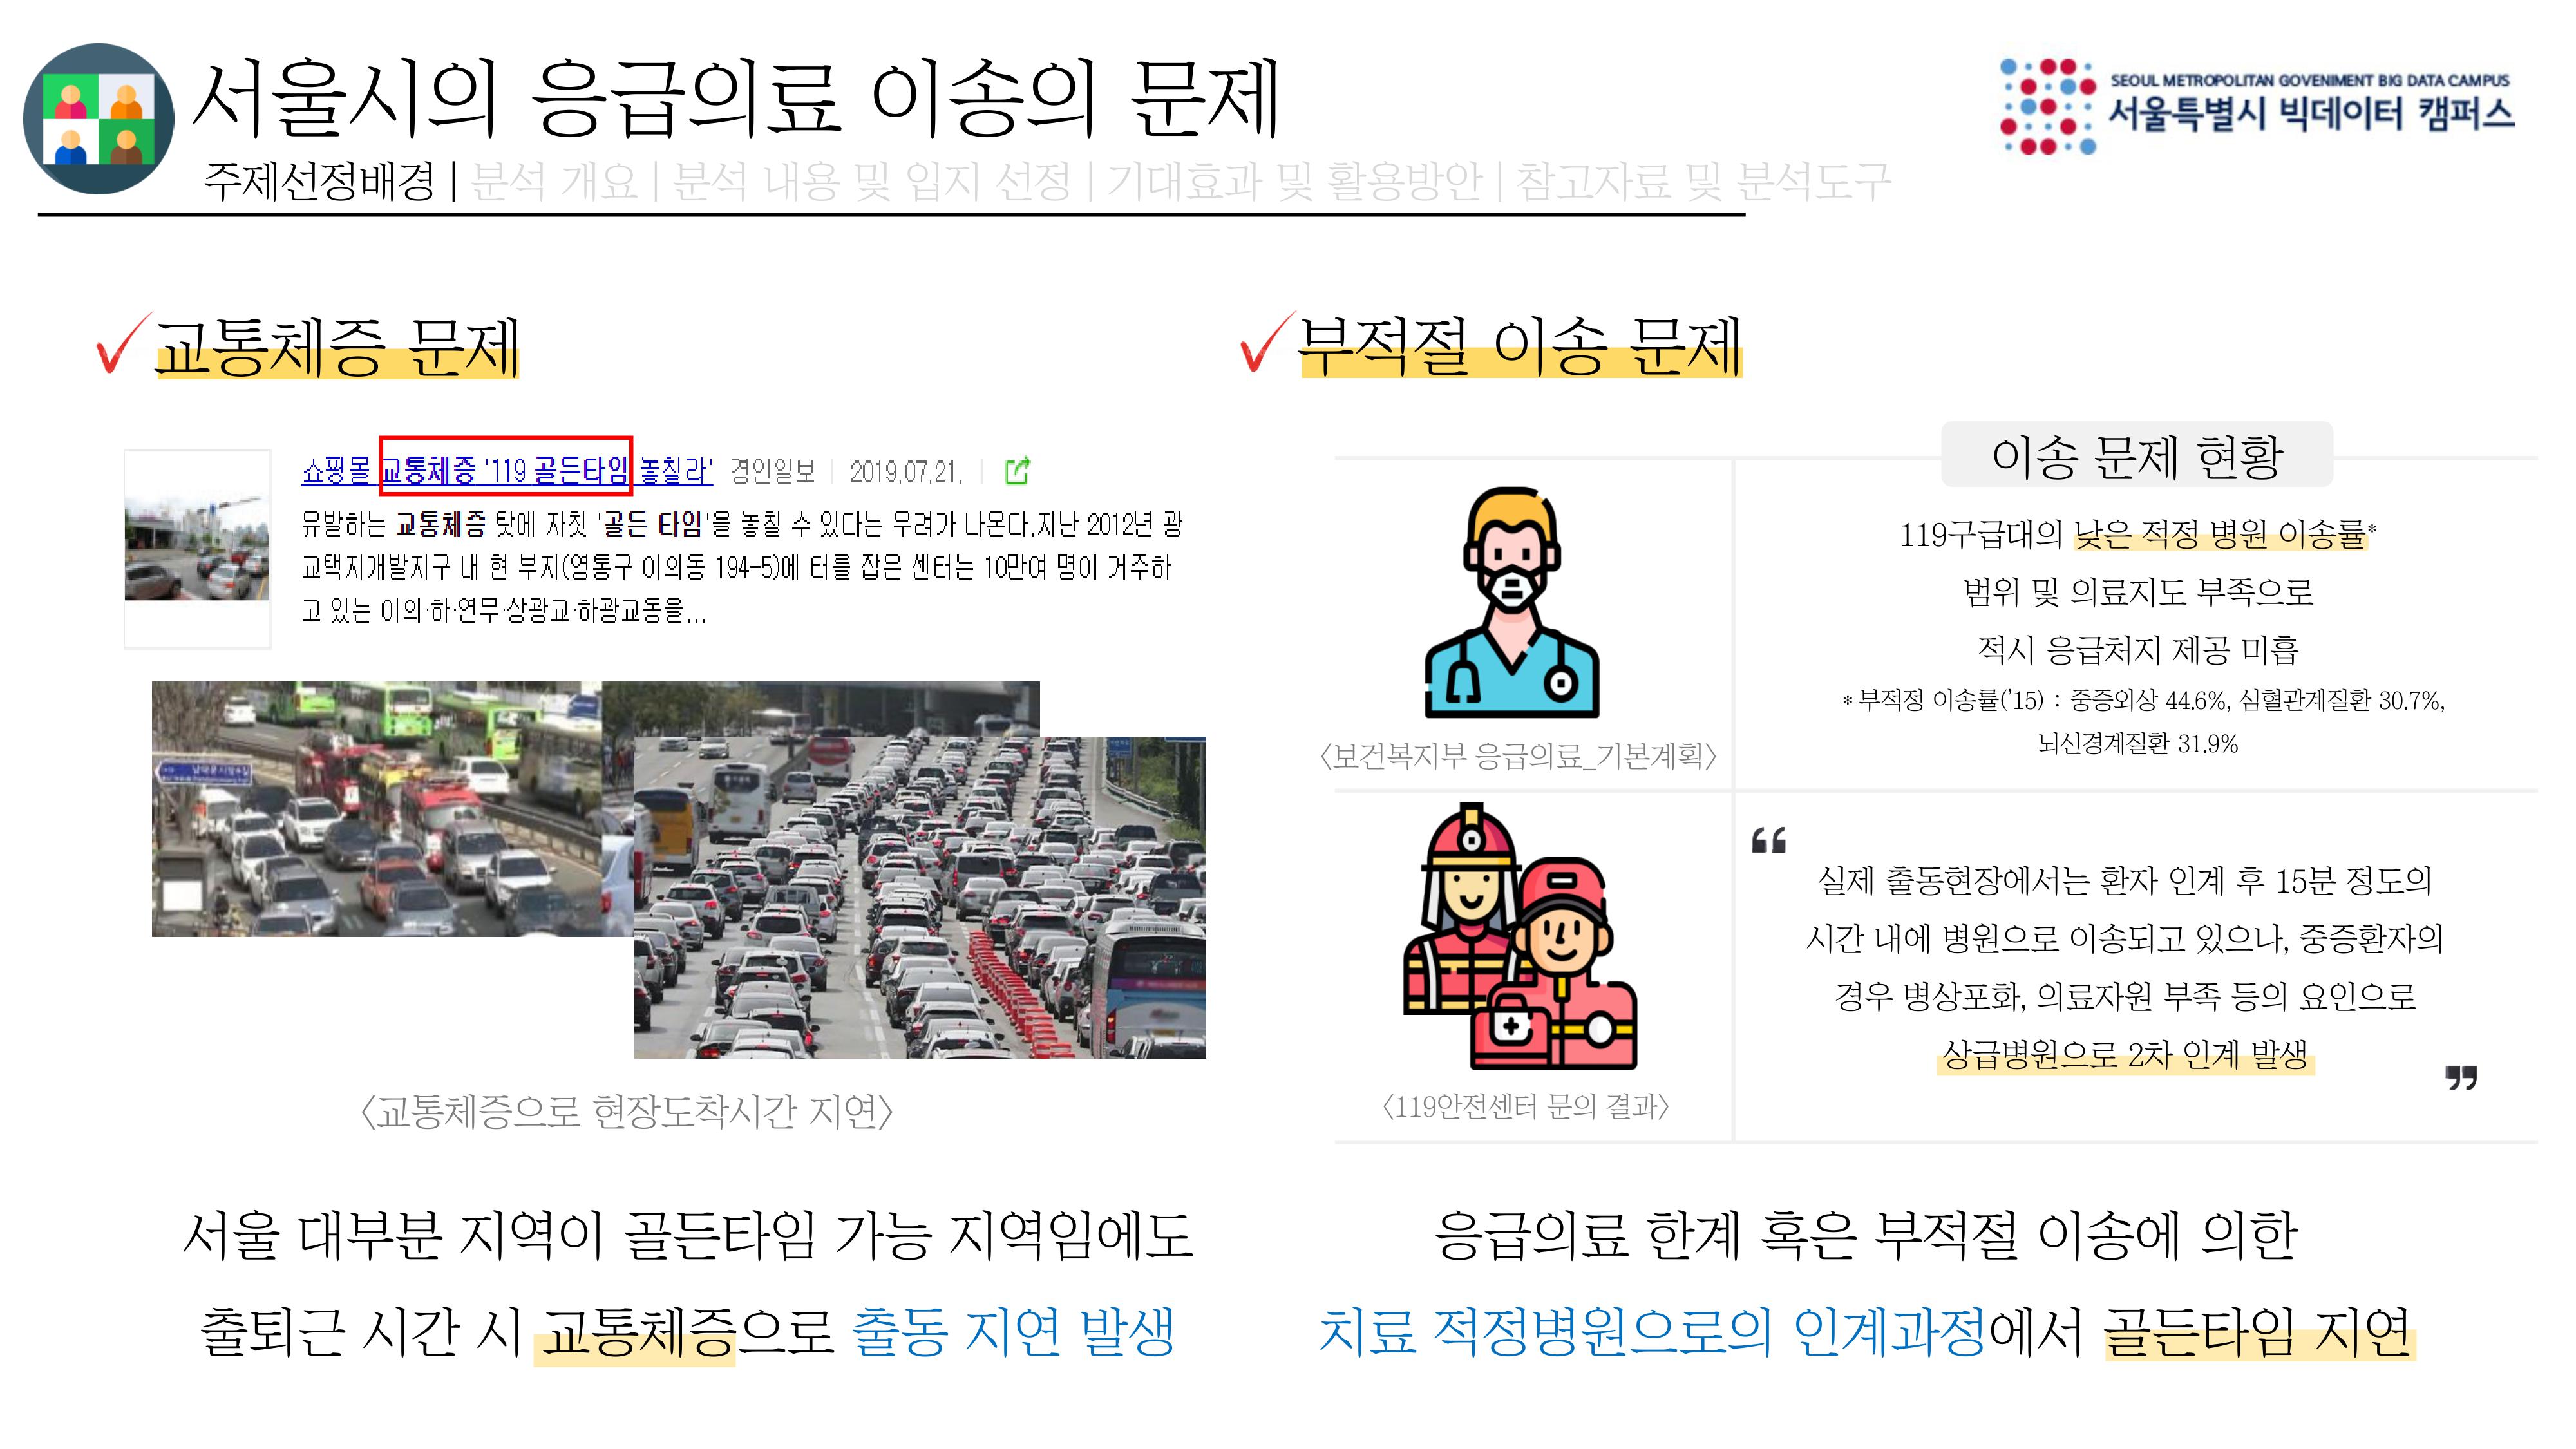 서울시의 응급의료 이송의 문제
SEOUL METROPOLITAN GOVENIMENT BIG DATA CAMPUS
서울특별시 빅데이터 캠퍼스
주제선정배경 | 분석 개요 | 분석 내용 및 입지 선정 | 기대효과 및 활용방안 | 참고자료 및 분석도구
교통체증 문제
쇼핑몰 교통체증 '119 골든타임 놓칠라' 경인일보 2019.07.21.
유발하는 교통체증 탓에 자칫 '골든 타임'을 놓칠 수 있다는 우려가 나온다.지난 2012년 광
교택지개발지구 내 현 부지(영통구 이의동 194-5)에 터를 잡은 센터는 10만여 명이 거주하
고 있는 이의·하·연무·상광교·하광교동을...
<교통체증으로 현장도착시간 지연>
서울 대부분 지역이 골든타임 가능 지역임에도
출퇴근 시간 시 교통체증으로 출동 지연 발생
부적절 이송 문제
이송 문제 현황
119구급대의 낮은 적정 병원 이송률*
범위 및 의료지도 부족으로
적시 응급처지 제공 미흡
* 부적정 이송률('15) : 중증외상 44.6%, 심혈관계질환 30.7%,
뇌신경계질환 31.9%
<보건복지부 응급의료_기본계획>
“
실제 출동현장에서는 환자 인계 후 15분 정도의
시간 내에 병원으로 이송되고 있으나, 중증환자의
경우 병상포화, 의료자원 부족 등의 요인으로
상급병원으로 2차 인계 발생
”
<119안전센터 문의 결과>
응급의료 한계 혹은 부적절 이송에 의한
치료 적정병원으로의 인계과정에서 골든타임 지연